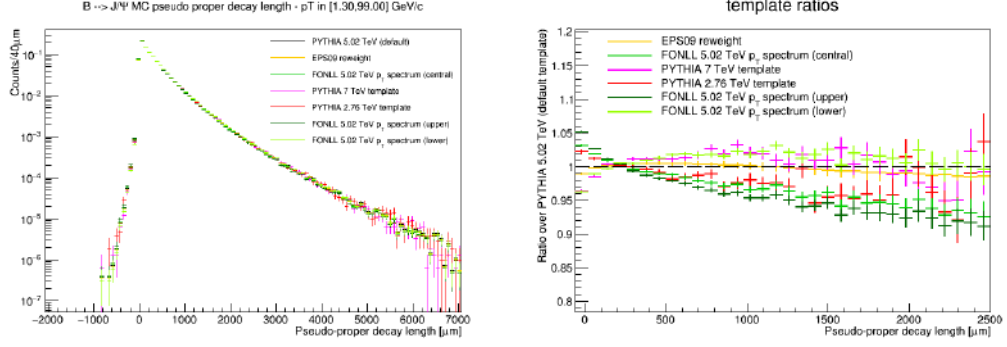 B --> J/Ψ MC pseudo proper decay length - pT in [1.30,99.00] GeV/c
Counts/40μm
10⁻¹
10⁻²
10⁻³
10⁻⁴
10⁻⁵
10⁻⁶
10⁻⁷
PYTHIA 5.02 TeV (default)
EPS09 reweight
FONLL 5.02 TeV p_T spectrum (central)
PYTHIA 7 TeV template
PYTHIA 2.76 TeV template
FONLL 5.02 TeV p_T spectrum (upper)
FONLL 5.02 TeV p_T spectrum (lower)
−2000 −1000 0 1000 2000 3000 4000 5000 6000 7000
Pseudo-proper decay length [μm]
template ratios
Ratio over PYTHIA 5.02 TeV (default template)
1.2
1.15
1.1
1.05
1
0.95
0.9
0.85
0.8
EPS09 reweight
FONLL 5.02 TeV p_T spectrum (central)
PYTHIA 7 TeV template
PYTHIA 2.76 TeV template
FONLL 5.02 TeV p_T spectrum (upper)
FONLL 5.02 TeV p_T spectrum (lower)
0 500 1000 1500 2000 2500
Pseudo-proper decay length [μm]